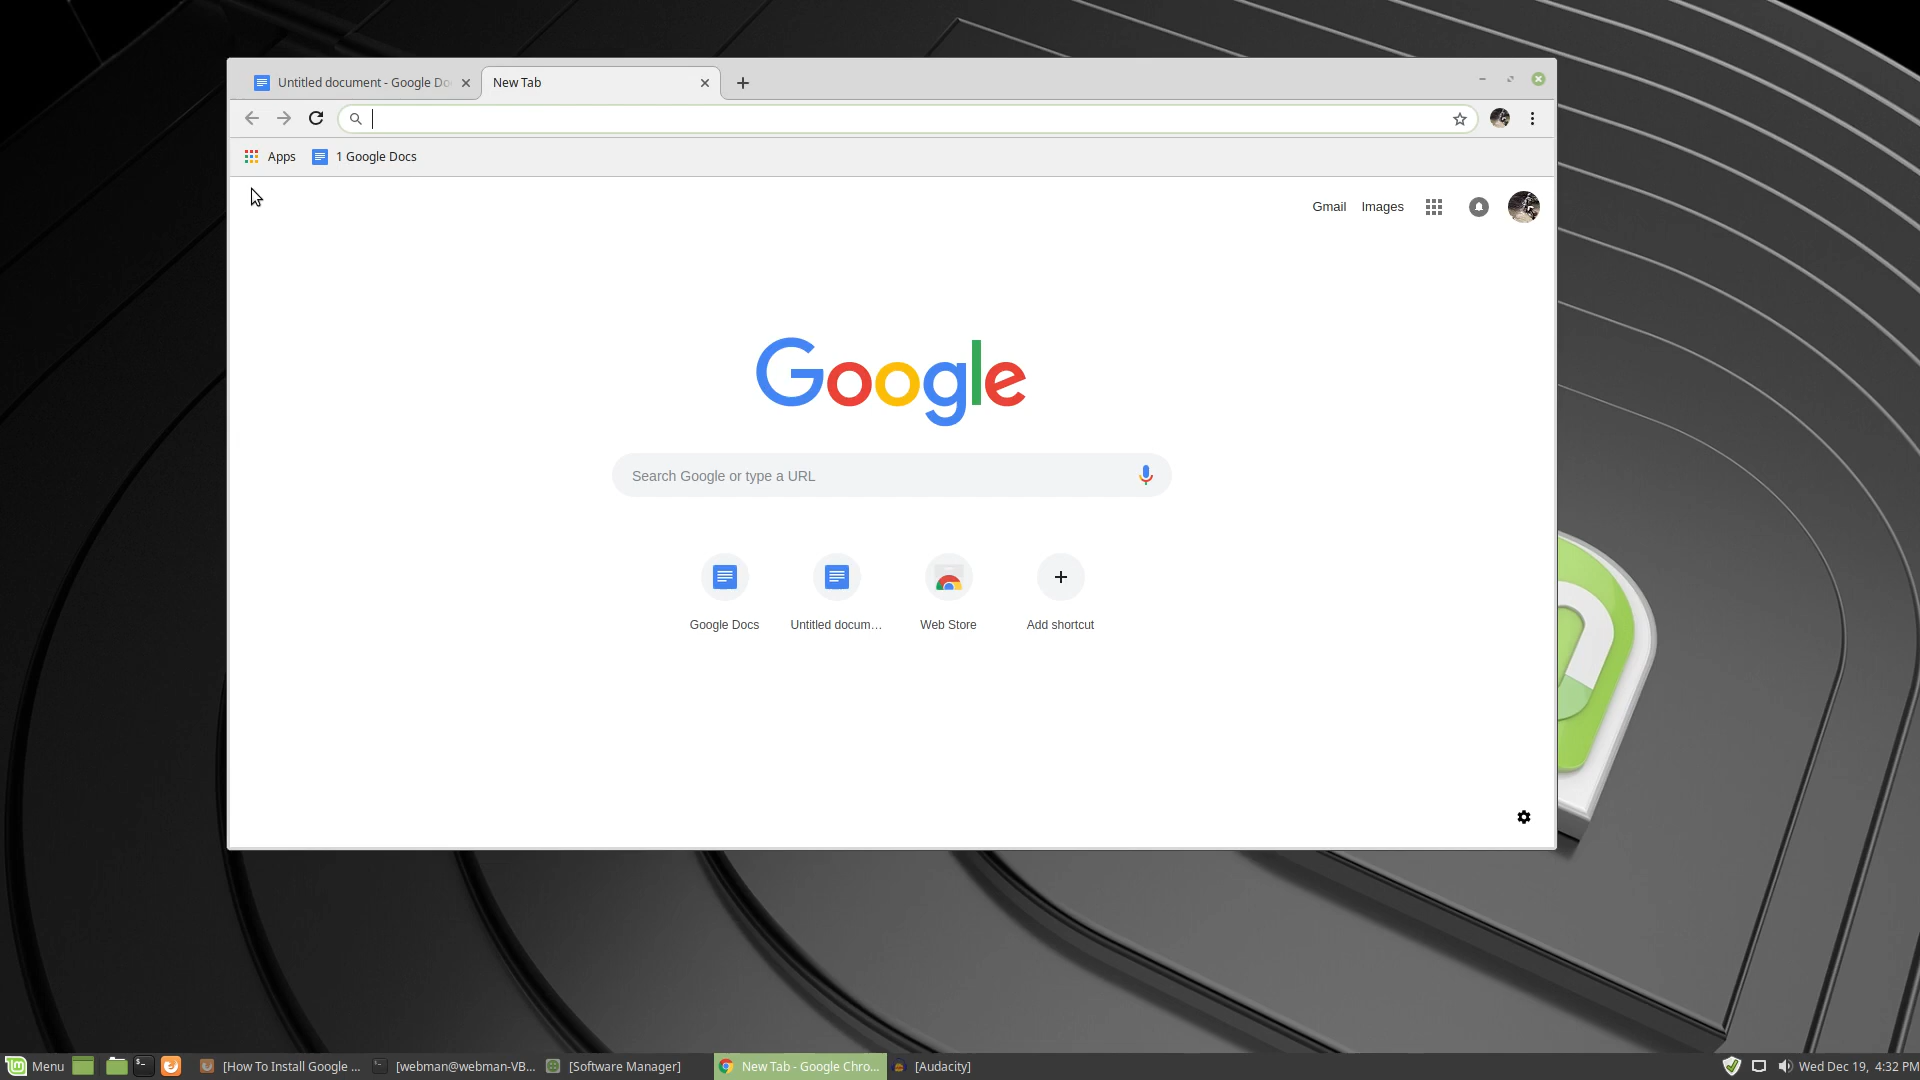 Untitled document - Google Do
New Tab
Apps
1 Google Docs
Gmail
Images
Google
Search Google or type a URL
Google Docs
Untitled docum...
Web Store
Add shortcut
Menu
[How To Install Google ...
[webman@webman-VB...
[Software Manager]
New Tab - Google Chro...
[Audacity]
Wed Dec 19, 4:32 PM